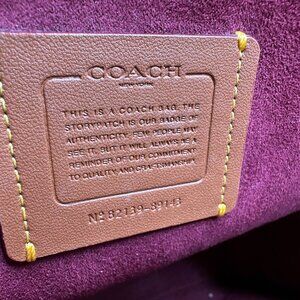 COACH
NEW YORK
THIS IS A COACH BAG. THE
STORYPATCH IS OUR BADGE OF
AUTHENTICITY. FEW PEOPLE MAY
SEE IT, BUT IT WILL ALWAYS BE A
REMINDER OF OUR COMMITMENT
TO QUALITY AND CRAFTSMANSHIP.
Nº 82139-89143